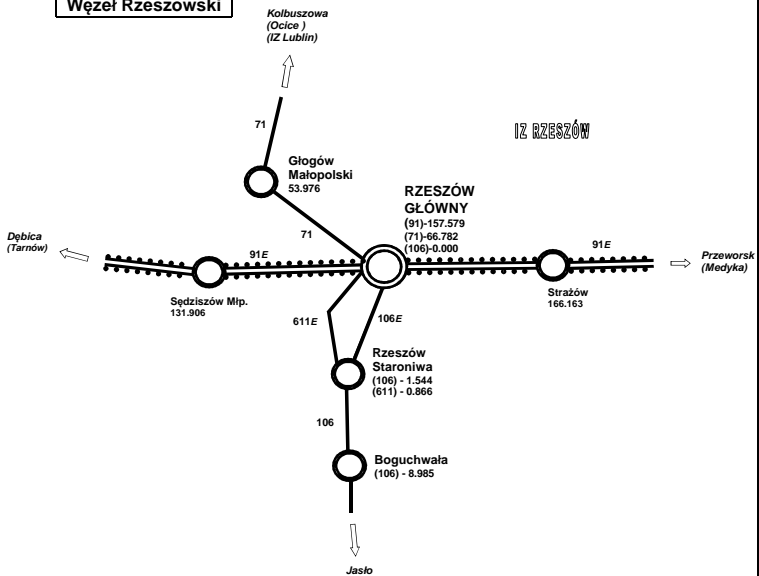 Węzeł Rzeszowski
Kolbuszowa
(Ocice )
(IZ Lublin)
71
IZ RZESZÓW
Głogów
Małopolski
53.976
RZESZÓW
GŁÓWNY
(91)-157.579
(71)-66.782
(106)-0.000
71
Dębica
(Tarnów)
91E
91E
Przeworsk
(Medyka)
Sędziszów Młp.
131.906
Strażów
166.163
611E
106E
Rzeszów
Staroniwa
(106) - 1.544
(611) - 0.866
106
Boguchwała
(106) - 8.985
Jasło